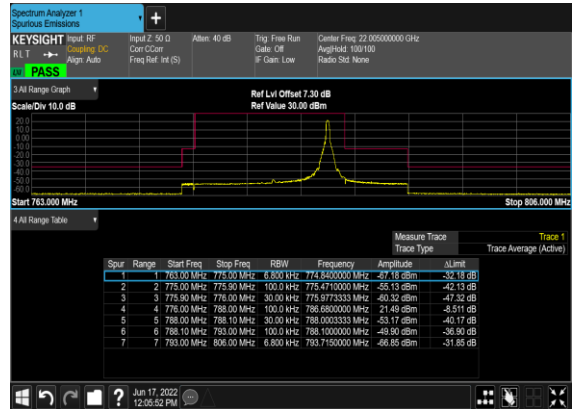 Spectrum Analyzer 1
Spurious Emissions
+
KEYSIGHT Input: RF Input Z: 50 Ω Atten: 40 dB Trig: Free Run Center Freq: 22.005000000 GHz
RLT Coupling: DC Corr CCorr Gate: Off Avg|Hold: 100/100
Align: Auto Freq Ref: Int (S) IF Gain: Low Radio Std: None
PASS
3 All Range Graph
Ref Lvl Offset 7.30 dB
Scale/Div 10.0 dB Ref Value 30.00 dBm
20.0
10.0
0.00
-10.0
-20.0
-30.0
-40.0
-50.0
-60.0
Start 763.000 MHz Stop 806.000 MHz
4 All Range Table
Measure Trace Trace 1
Trace Type Trace Average (Active)
Spur Range Start Freq Stop Freq RBW Frequency Amplitude ΔLimit
1 1 763.00 MHz 775.00 MHz 6.800 kHz 774.8400000 MHz -67.18 dBm -32.18 dB
2 2 775.00 MHz 775.90 MHz 100.0 kHz 775.4710000 MHz -55.13 dBm -42.13 dB
3 3 775.90 MHz 776.00 MHz 30.00 kHz 775.9773333 MHz -60.32 dBm -47.32 dB
4 4 776.00 MHz 788.00 MHz 100.0 kHz 786.6800000 MHz 21.49 dBm -8.511 dB
5 5 788.00 MHz 788.10 MHz 30.00 kHz 788.0003333 MHz -53.17 dBm -40.17 dB
6 6 788.10 MHz 793.00 MHz 100.0 kHz 788.1000000 MHz -49.90 dBm -36.90 dB
7 7 793.00 MHz 806.00 MHz 6.800 kHz 793.7150000 MHz -66.85 dBm -31.85 dB
? Jun 17, 2022
12:05:52 PM